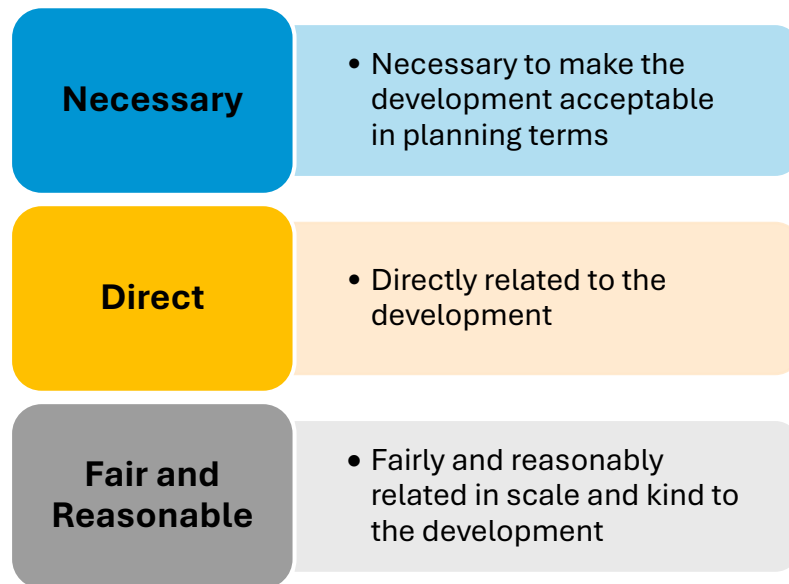 Necessary
• Necessary to make the
development acceptable
in planning terms
Direct
• Directly related to the
development
Fair and
Reasonable
• Fairly and reasonably
related in scale and kind to
the development